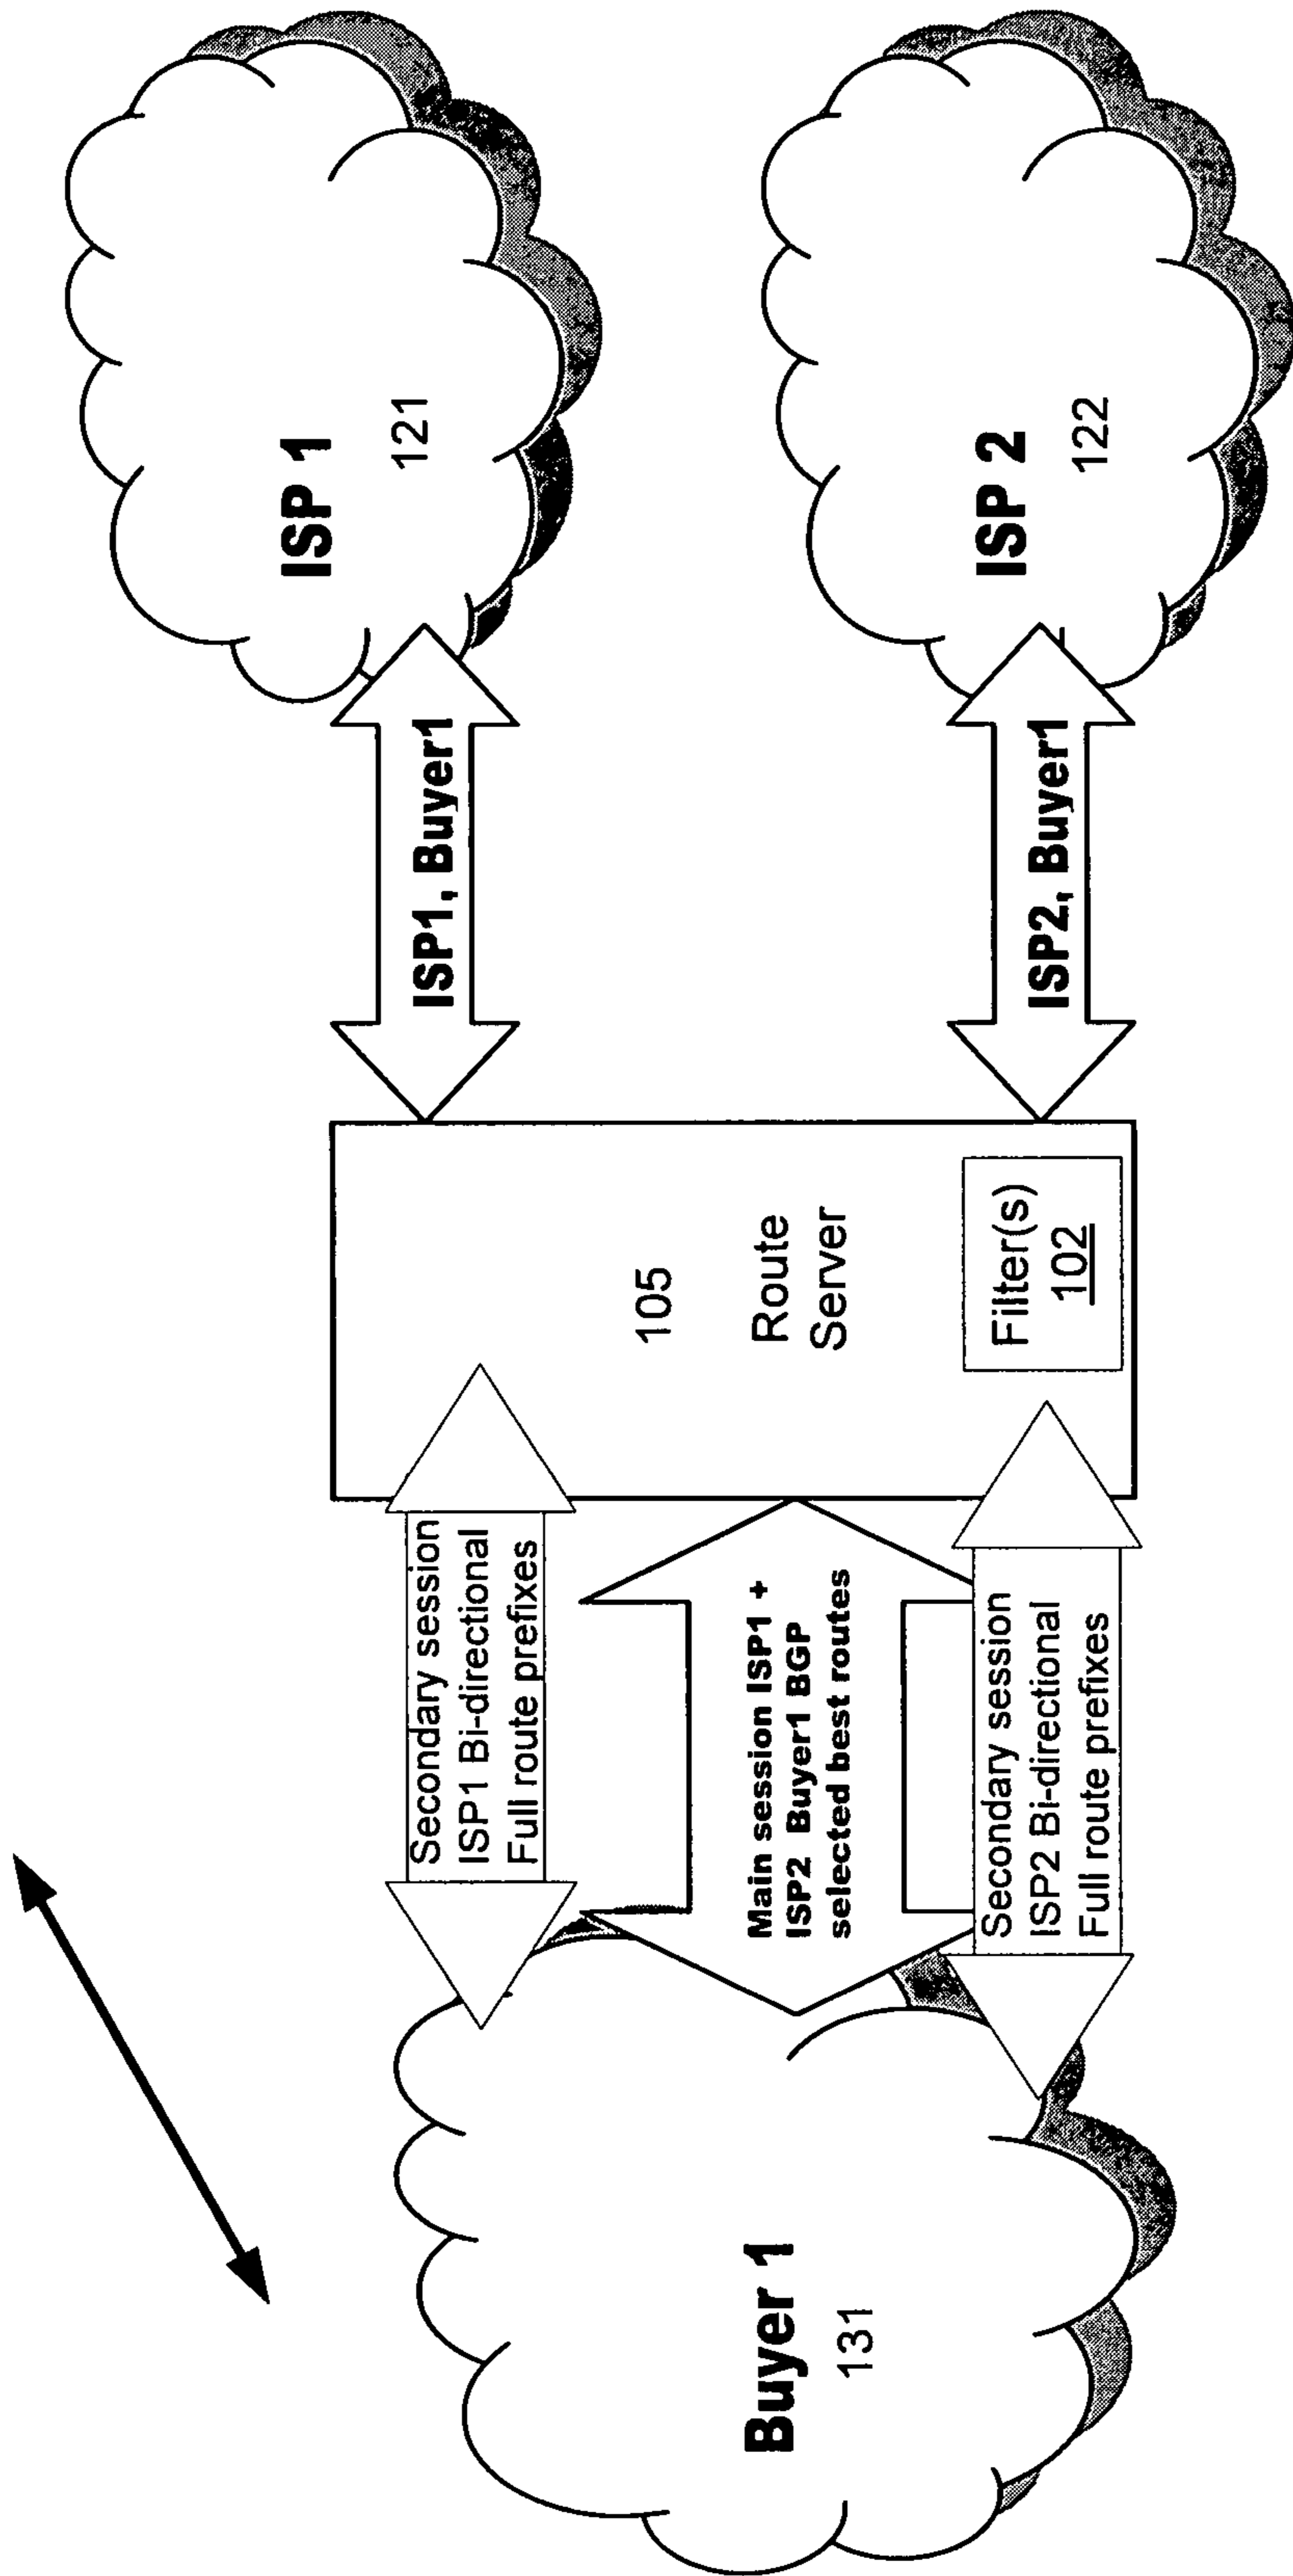 Buyer 1
131
Secondary session
ISP1 Bi-directional
Full route prefixes
Main session ISP1 +
ISP2 Buyer1 BGP
selected best routes
Secondary session
ISP2 Bi-directional
Full route prefixes
105
Route
Server
Filter(s)
102
ISP1, Buyer1
ISP2, Buyer1
ISP 1
121
ISP 2
122